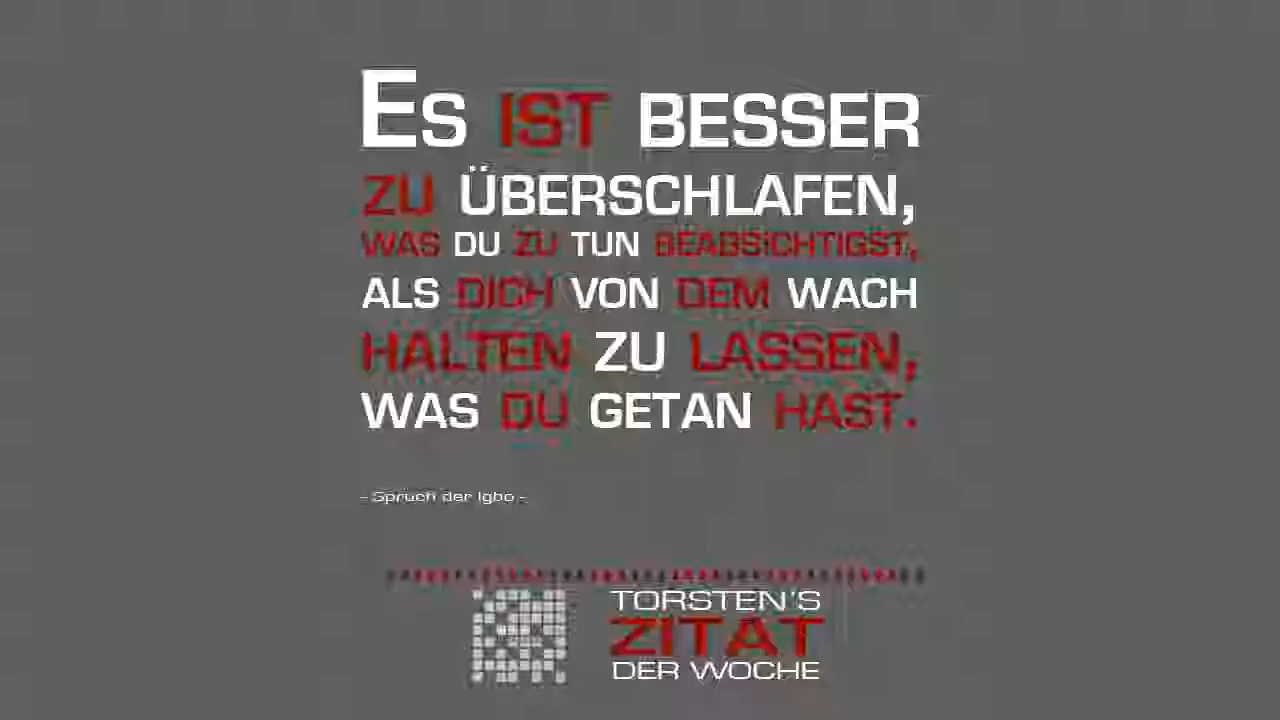 Es IST BESSER
ZU ÜBERSCHLAFEN,
WAS DU ZU TUN BEABSICHTIGST,
ALS DICH VON DEM WACH
HALTEN ZU LASSEN,
WAS DU GETAN HAST.
- Spruch der Igbo -
TORSTEN'S
ZITAT
DER WOCHE